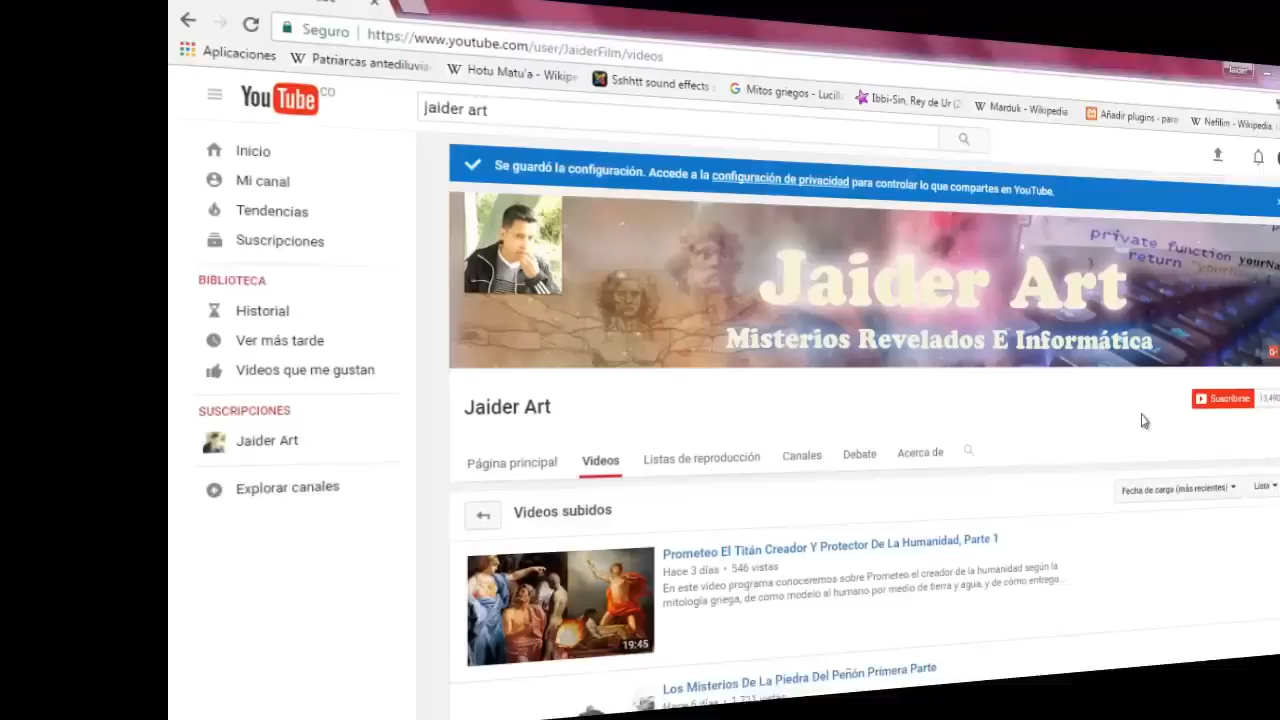 Seguro https://www.youtube.com/user/JaiderFilm/videos
Jaider
Aplicaciones Patriarcas antediluvia Hotu Matu'a - Wikipe Sshhtt sound effects Mitos griegos - Lucill Ibbi-Sin, Rey de Ur (2 Marduk - Wikipedia Añadir plugins - para Nefilim - Wikipedia,
YouTube CO
jaider art
Inicio
Mi canal
Tendencias
Suscripciones
BIBLIOTECA
Historial
Ver más tarde
Videos que me gustan
SUSCRIPCIONES
Jaider Art
Explorar canales
Se guardó la configuración. Accede a la configuración de privacidad para controlar lo que compartes en YouTube.
private function yourNa
return "your
Jaider Art
Misterios Revelados E Informática
Jaider Art
Suscribirse 13,490
Página principal Videos Listas de reproducción Canales Debate Acerca de
Fecha de carga (más recientes) Lista
Videos subidos
Prometeo El Titán Creador Y Protector De La Humanidad, Parte 1
Hace 3 días • 546 vistas
En este video programa conoceremos sobre Prometeo el creador de la humanidad según la
mitología griega, de como modelo al humano por medio de tierra y agua, y de cómo entrego...
19:45
Los Misterios De La Piedra Del Peñón Primera Parte